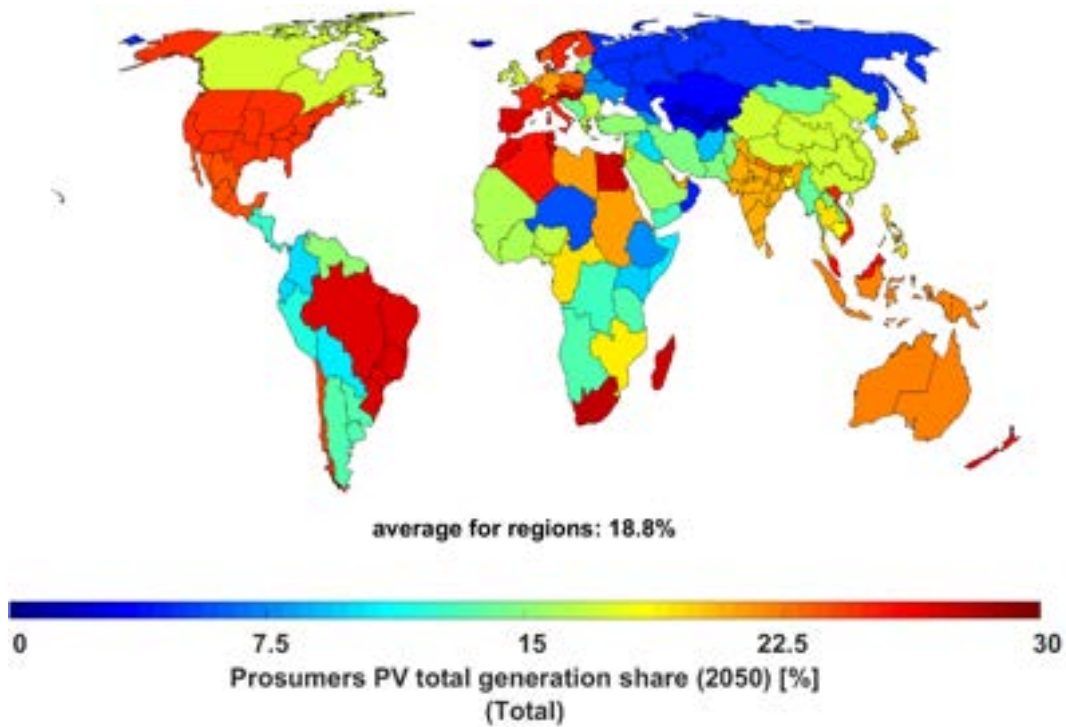 average for regions: 18.8%
0 7.5 15 22.5 30
Prosumers PV total generation share (2050) [%]
(Total)